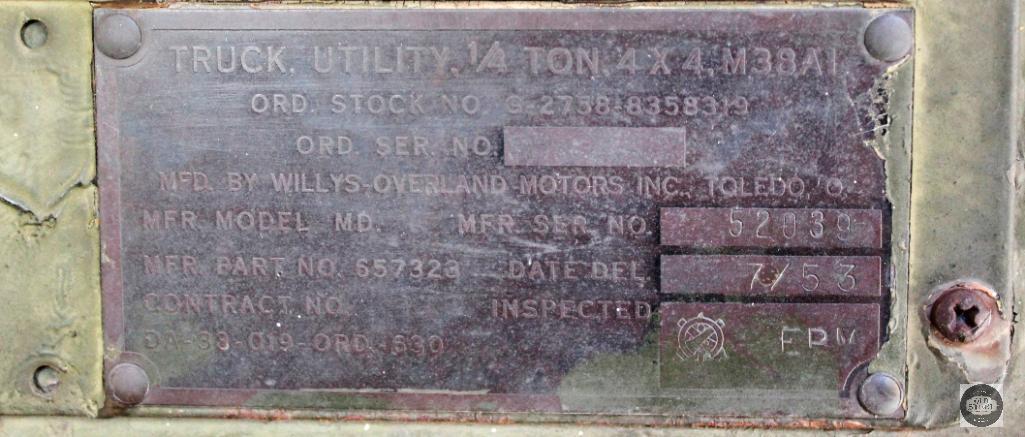 TRUCK, UTILITY, 1/4 TON, 4 X 4, M38A1
ORD. STOCK NO. G-2758-8358319
ORD. SER. NO.
MFD. BY WILLYS-OVERLAND MOTORS INC., TOLEDO, O.
MFR. MODEL MD. MFR. SER. NO. 52039
MFR. PART NO. 657323 DATE DEL. 7/53
CONTRACT NO. INSPECTED
DA-33-019-ORD.-630